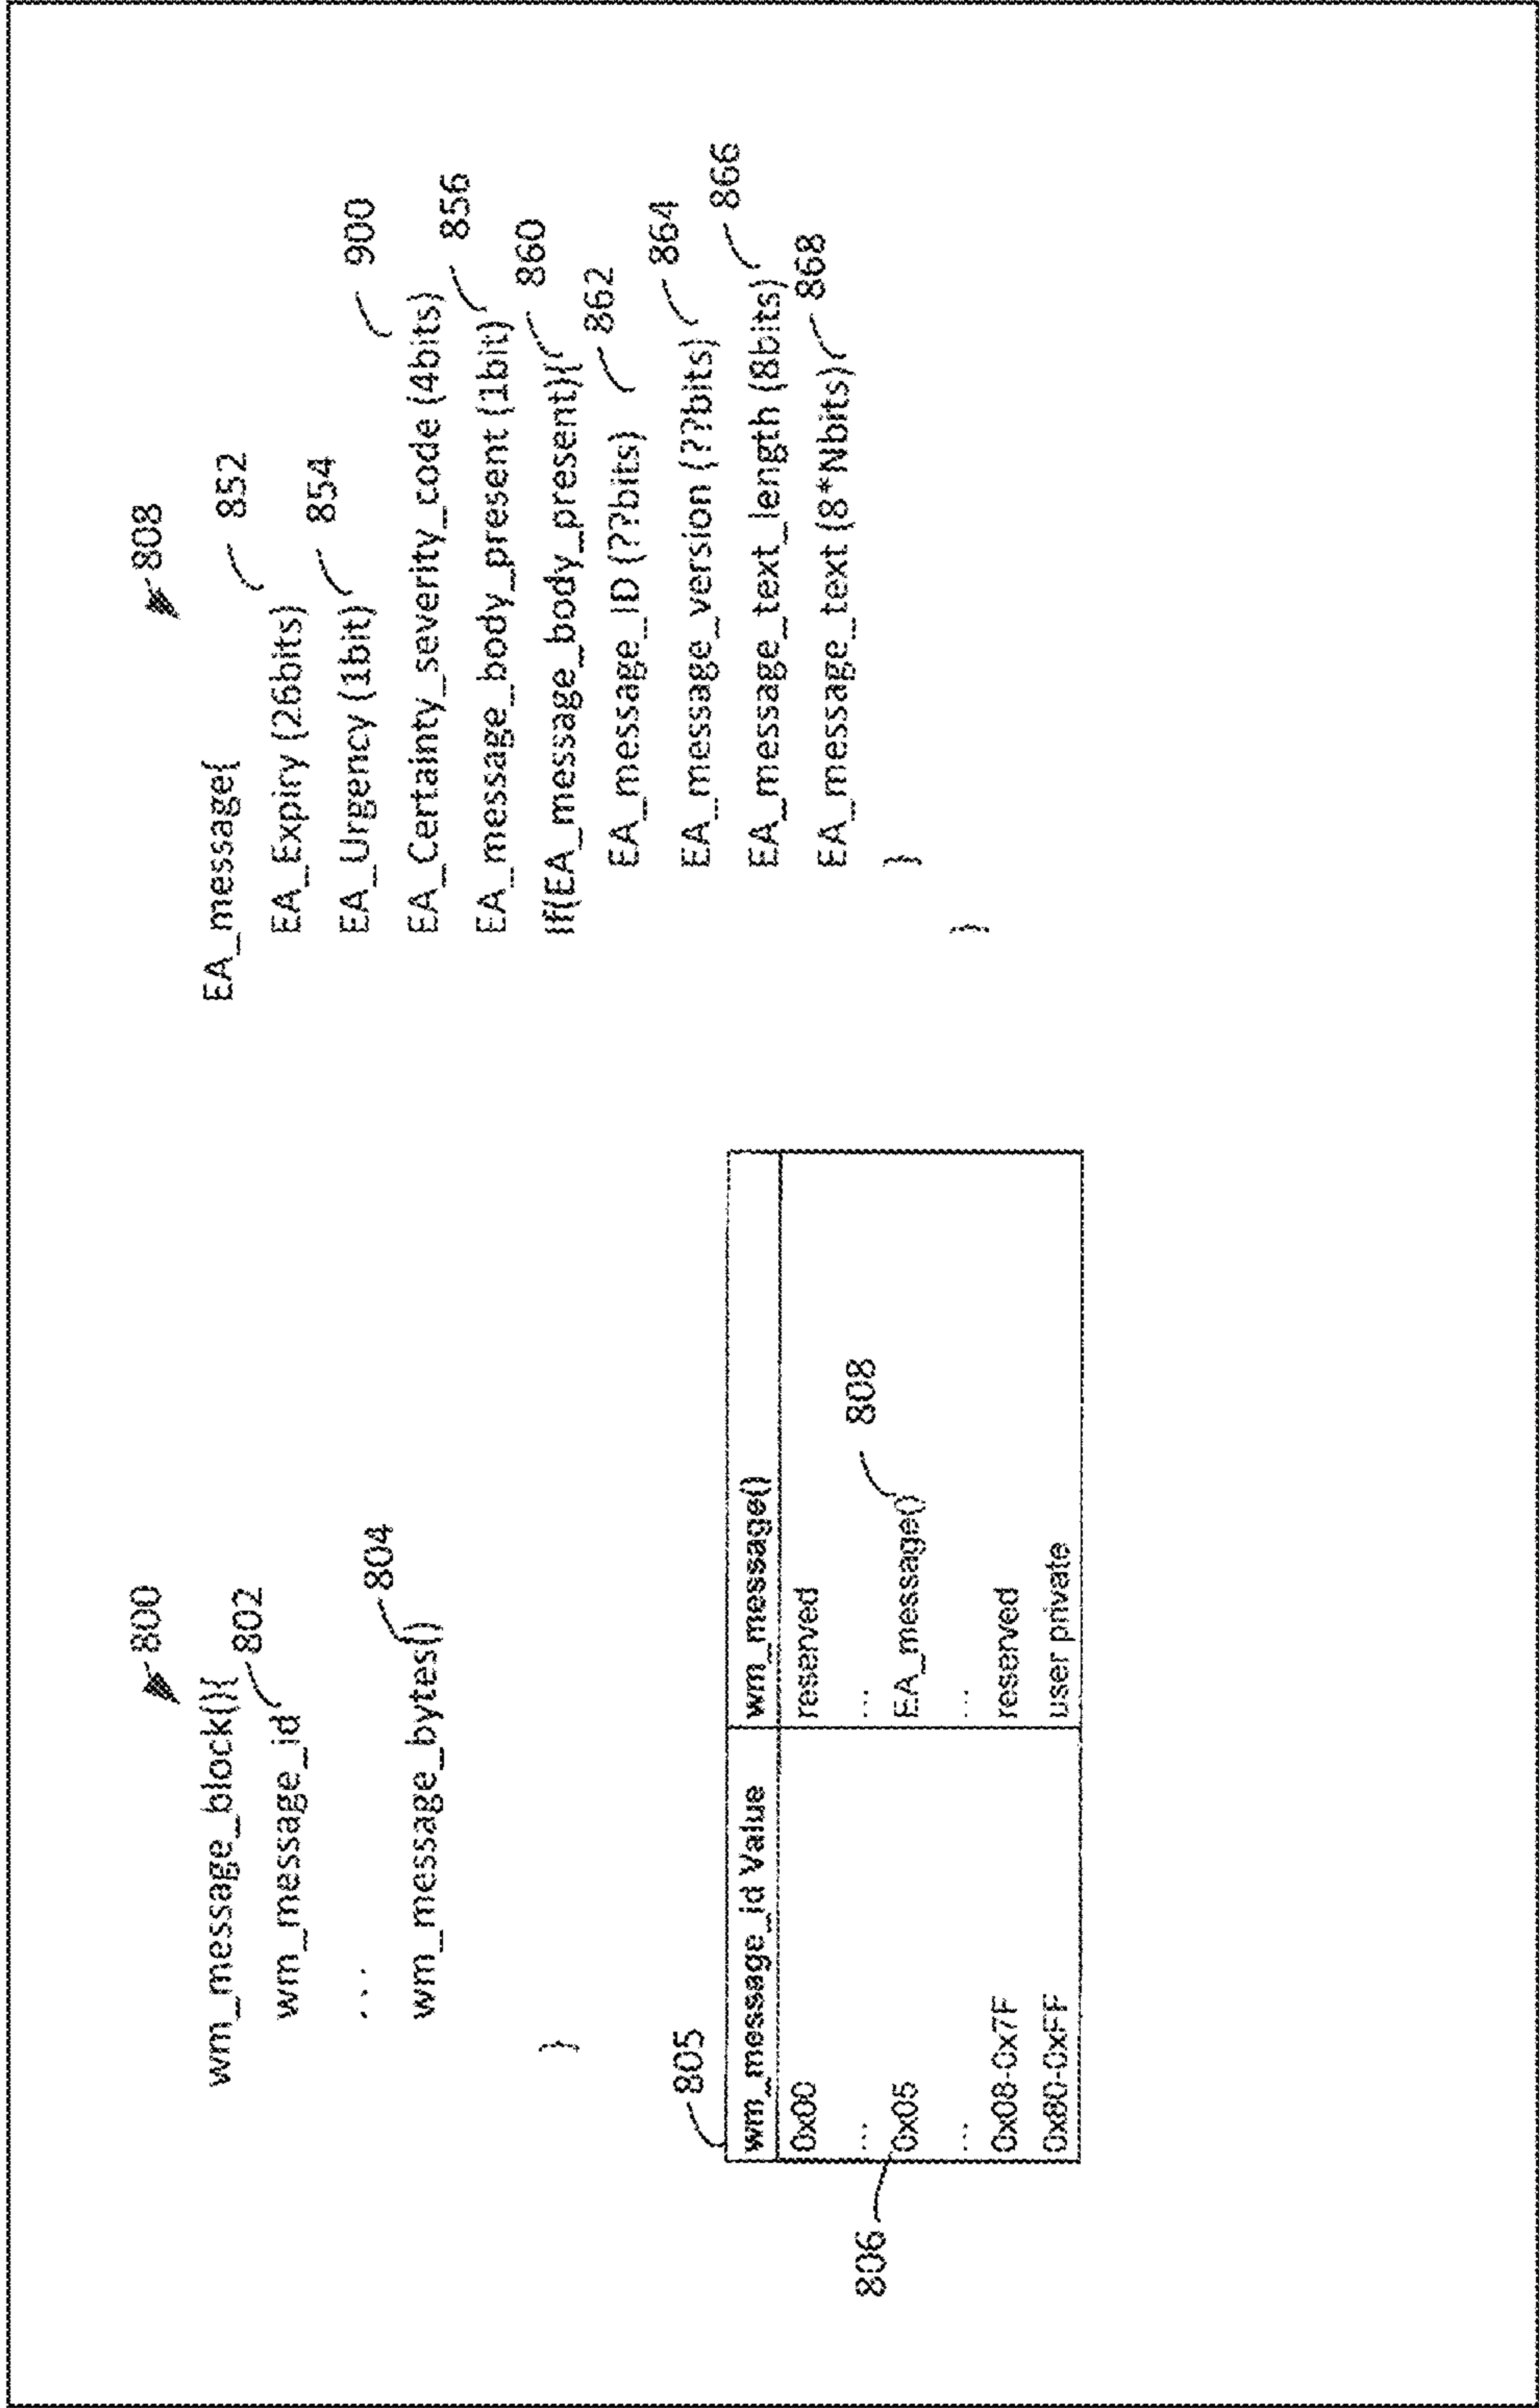 800
wm_message_block(){
802
wm_message_id
...
804
wm_message_bytes()
}
805
wm_message_id Value wm_message()
0x00 reserved
... ...
806
0x05 EA_message()
808
... ...
0x08-0x7F reserved
0x80-0xFF user private
808
EA_message{
852
EA_Expiry (26bits)
854
EA_Urgency (1bit)
900
EA_Certainty_severity_code (4bits)
856
EA_message_body_present (1bit)
860
If(EA_message_body_present){
862
EA_message_ID (??bits)
864
EA_message_version (??bits)
866
EA_message_text_length (8bits)
868
EA_message_text (8*Nbits)
}
}